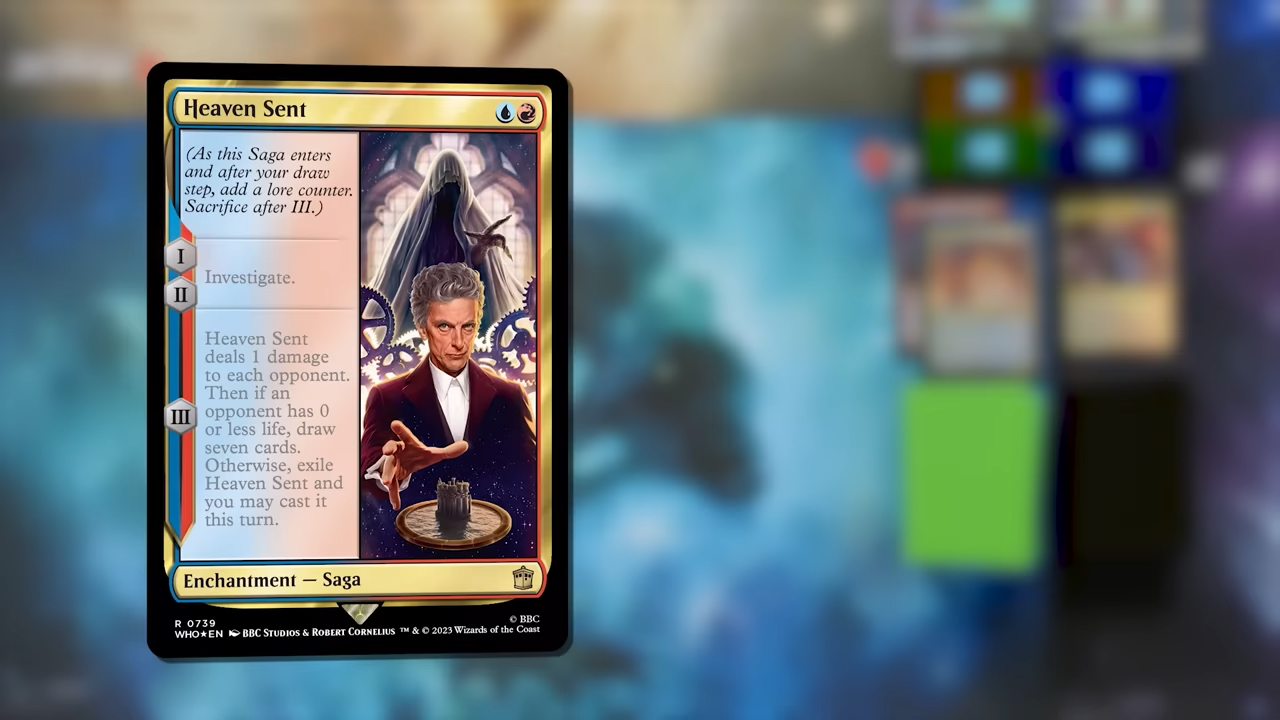 Heaven Sent
(As this Saga enters
and after your draw
step, add a lore counter.
Sacrifice after III.)
I
Investigate.
II
Heaven Sent
deals 1 damage
to each opponent.
Then if an
opponent has 0
or less life, draw
III
seven cards.
Otherwise, exile
Heaven Sent and
you may cast it
this turn.
Enchantment — Saga
R 0739
WHO★EN BBC STUDIOS & ROBERT CORNELIUS
© BBC
™ & © 2023 Wizards of the Coast